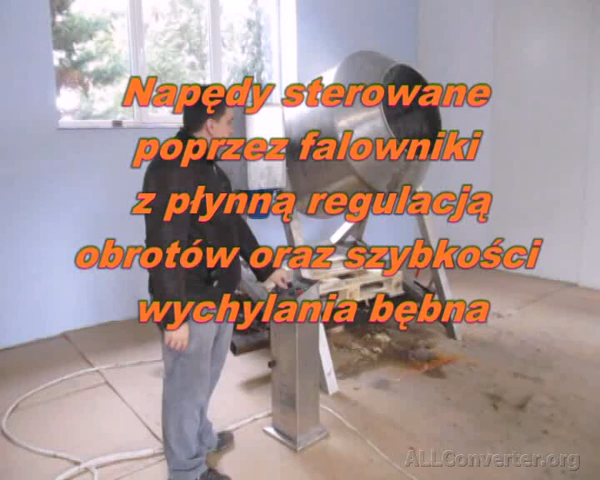 Napędy sterowane
poprzez falowniki
z płynną regulacją
obrotów oraz szybkości
wychylania bębna
ALLConverter.org